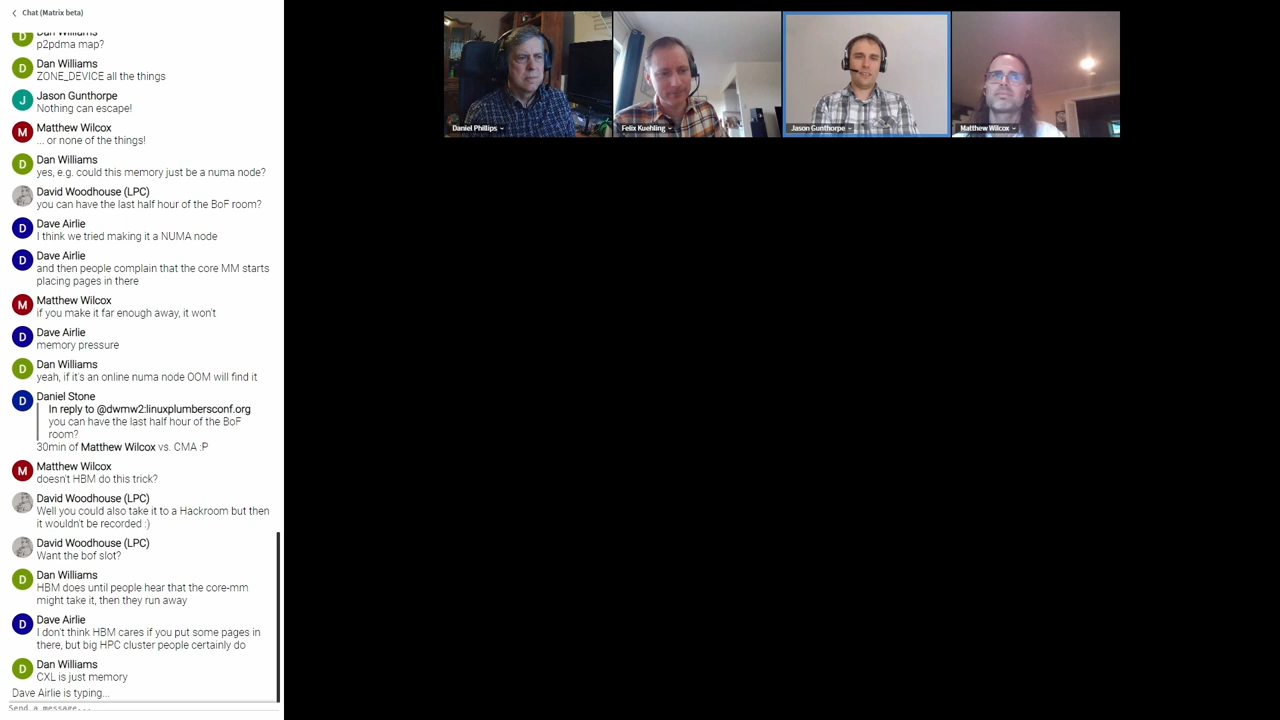 Chat (Matrix beta)
Dan Williams
p2pdma map?
Dan Williams
ZONE_DEVICE all the things
Jason Gunthorpe
Nothing can escape!
Matthew Wilcox
... or none of the things!
Dan Williams
yes, e.g. could this memory just be a numa node?
David Woodhouse (LPC)
you can have the last half hour of the BoF room?
Dave Airlie
I think we tried making it a NUMA node
Dave Airlie
and then people complain that the core MM starts
placing pages in there
Matthew Wilcox
if you make it far enough away, it won't
Dave Airlie
memory pressure
Dan Williams
yeah, if it's an online numa node OOM will find it
Daniel Stone
In reply to @dwmw2:linuxplumbersconf.org
you can have the last half hour of the BoF
room?
30min of Matthew Wilcox vs. CMA :P
Matthew Wilcox
doesn't HBM do this trick?
David Woodhouse (LPC)
Well you could also take it to a Hackroom but then
it wouldn't be recorded :)
David Woodhouse (LPC)
Want the bof slot?
Dan Williams
HBM does until people hear that the core-mm
might take it, then they run away
Dave Airlie
I don't think HBM cares if you put some pages in
there, but big HPC cluster people certainly do
Dan Williams
CXL is just memory
Dave Airlie is typing...
Send a message...
D
D
J
M
D
D
D
M
D
D
D
M
D
D
D
Daniel Phillips
Felix Kuehling
Jason Gunthorpe
Matthew Wilcox